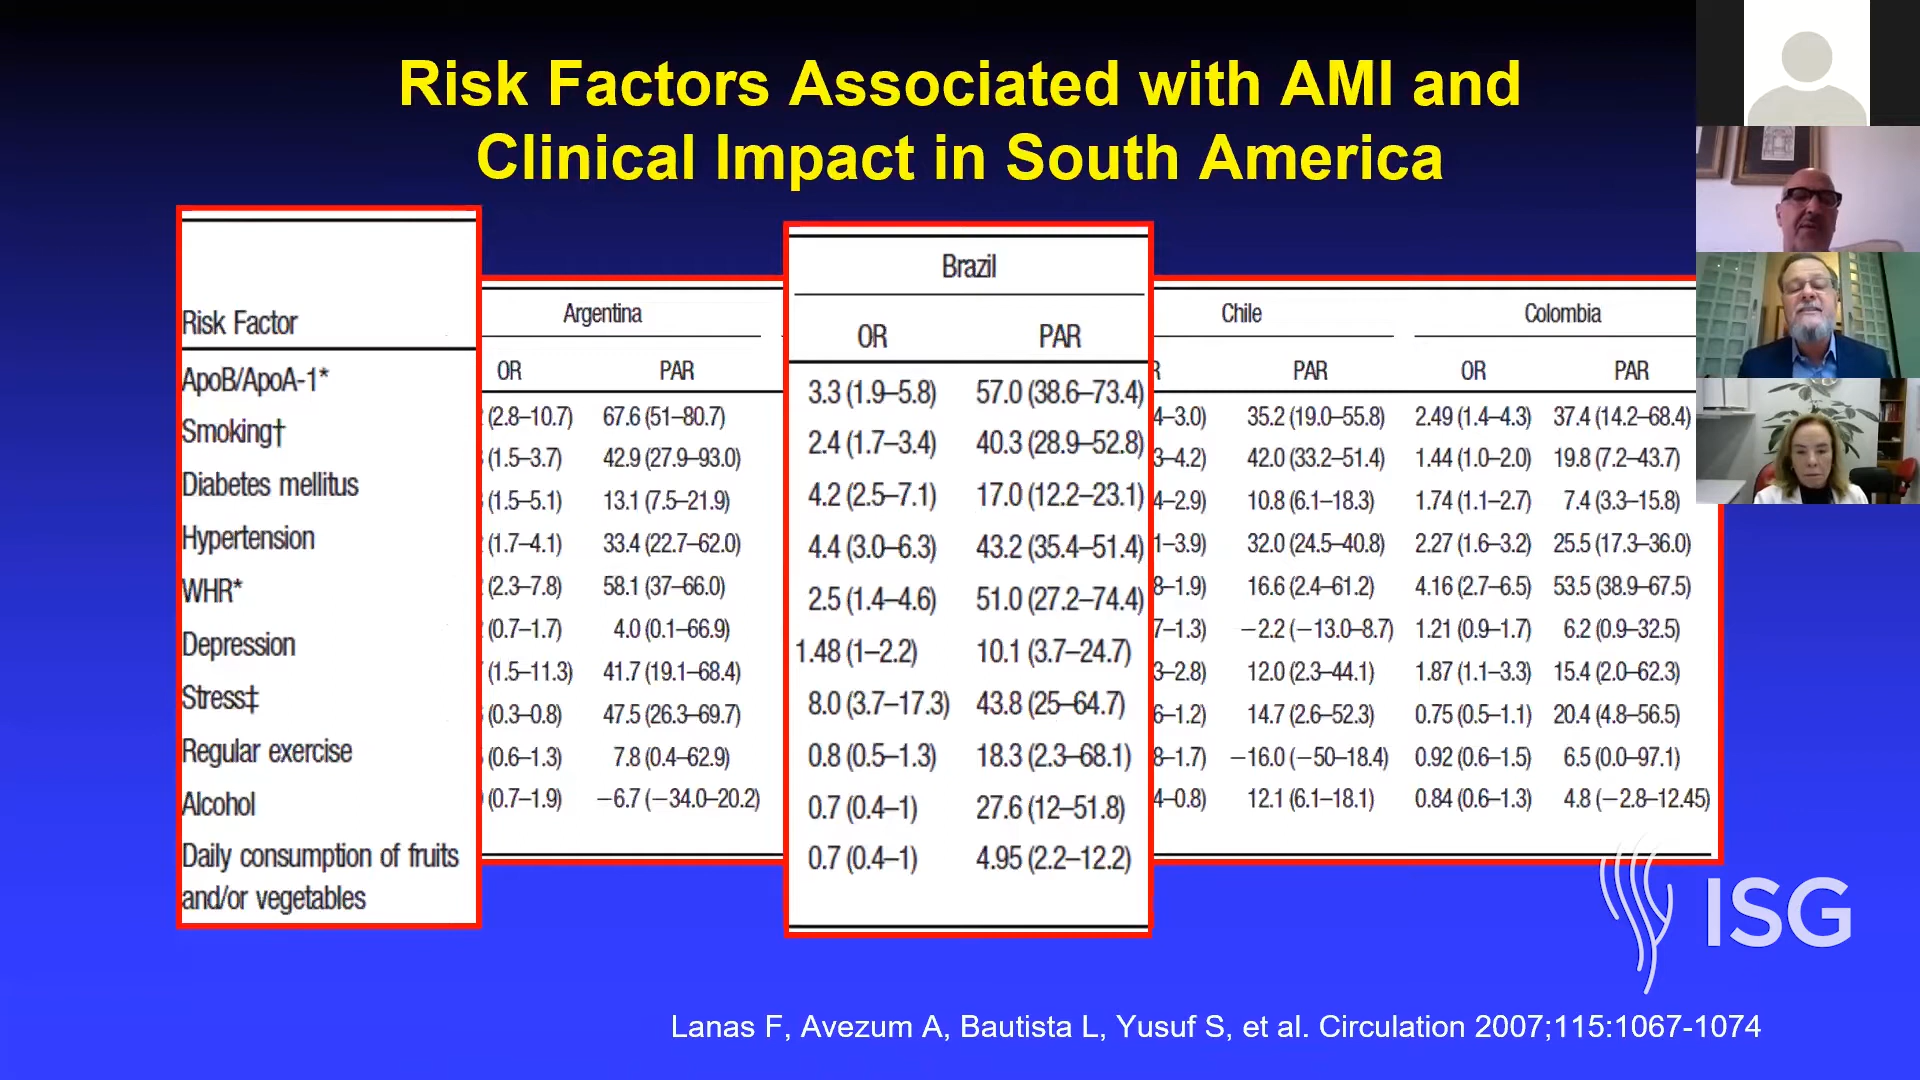 Risk Factors Associated with AMI and
Clinical Impact in South America
Brazil
Argentina
Chile
Colombia
Risk Factor
OR PAR
OR PAR
R PAR
OR PAR
ApoB/ApoA-1*
Smoking†
Diabetes mellitus
Hypertension
WHR*
Depression
Stress‡
Regular exercise
Alcohol
Daily consumption of fruits
and/or vegetables
(2.8–10.7) 67.6 (51–80.7)
(1.5–3.7) 42.9 (27.9–93.0)
(1.5–5.1) 13.1 (7.5–21.9)
(1.7–4.1) 33.4 (22.7–62.0)
(2.3–7.8) 58.1 (37–66.0)
(0.7–1.7) 4.0 (0.1–66.9)
(1.5–11.3) 41.7 (19.1–68.4)
(0.3–0.8) 47.5 (26.3–69.7)
(0.6–1.3) 7.8 (0.4–62.9)
(0.7–1.9) −6.7 (−34.0–20.2)
3.3 (1.9–5.8) 57.0 (38.6–73.4)
2.4 (1.7–3.4) 40.3 (28.9–52.8)
4.2 (2.5–7.1) 17.0 (12.2–23.1)
4.4 (3.0–6.3) 43.2 (35.4–51.4)
2.5 (1.4–4.6) 51.0 (27.2–74.4)
1.48 (1–2.2) 10.1 (3.7–24.7)
8.0 (3.7–17.3) 43.8 (25–64.7)
0.8 (0.5–1.3) 18.3 (2.3–68.1)
0.7 (0.4–1) 27.6 (12–51.8)
0.7 (0.4–1) 4.95 (2.2–12.2)
4–3.0) 35.2 (19.0–55.8)
3–4.2) 42.0 (33.2–51.4)
4–2.9) 10.8 (6.1–18.3)
1–3.9) 32.0 (24.5–40.8)
8–1.9) 16.6 (2.4–61.2)
7–1.3) −2.2 (−13.0–8.7)
3–2.8) 12.0 (2.3–44.1)
6–1.2) 14.7 (2.6–52.3)
8–1.7) −16.0 (−50–18.4)
4–0.8) 12.1 (6.1–18.1)
2.49 (1.4–4.3) 37.4 (14.2–68.4)
1.44 (1.0–2.0) 19.8 (7.2–43.7)
1.74 (1.1–2.7) 7.4 (3.3–15.8)
2.27 (1.6–3.2) 25.5 (17.3–36.0)
4.16 (2.7–6.5) 53.5 (38.9–67.5)
1.21 (0.9–1.7) 6.2 (0.9–32.5)
1.87 (1.1–3.3) 15.4 (2.0–62.3)
0.75 (0.5–1.1) 20.4 (4.8–56.5)
0.92 (0.6–1.5) 6.5 (0.0–97.1)
0.84 (0.6–1.3) 4.8 (−2.8–12.45)
ISG
Lanas F, Avezum A, Bautista L, Yusuf S, et al. Circulation 2007;115:1067-1074